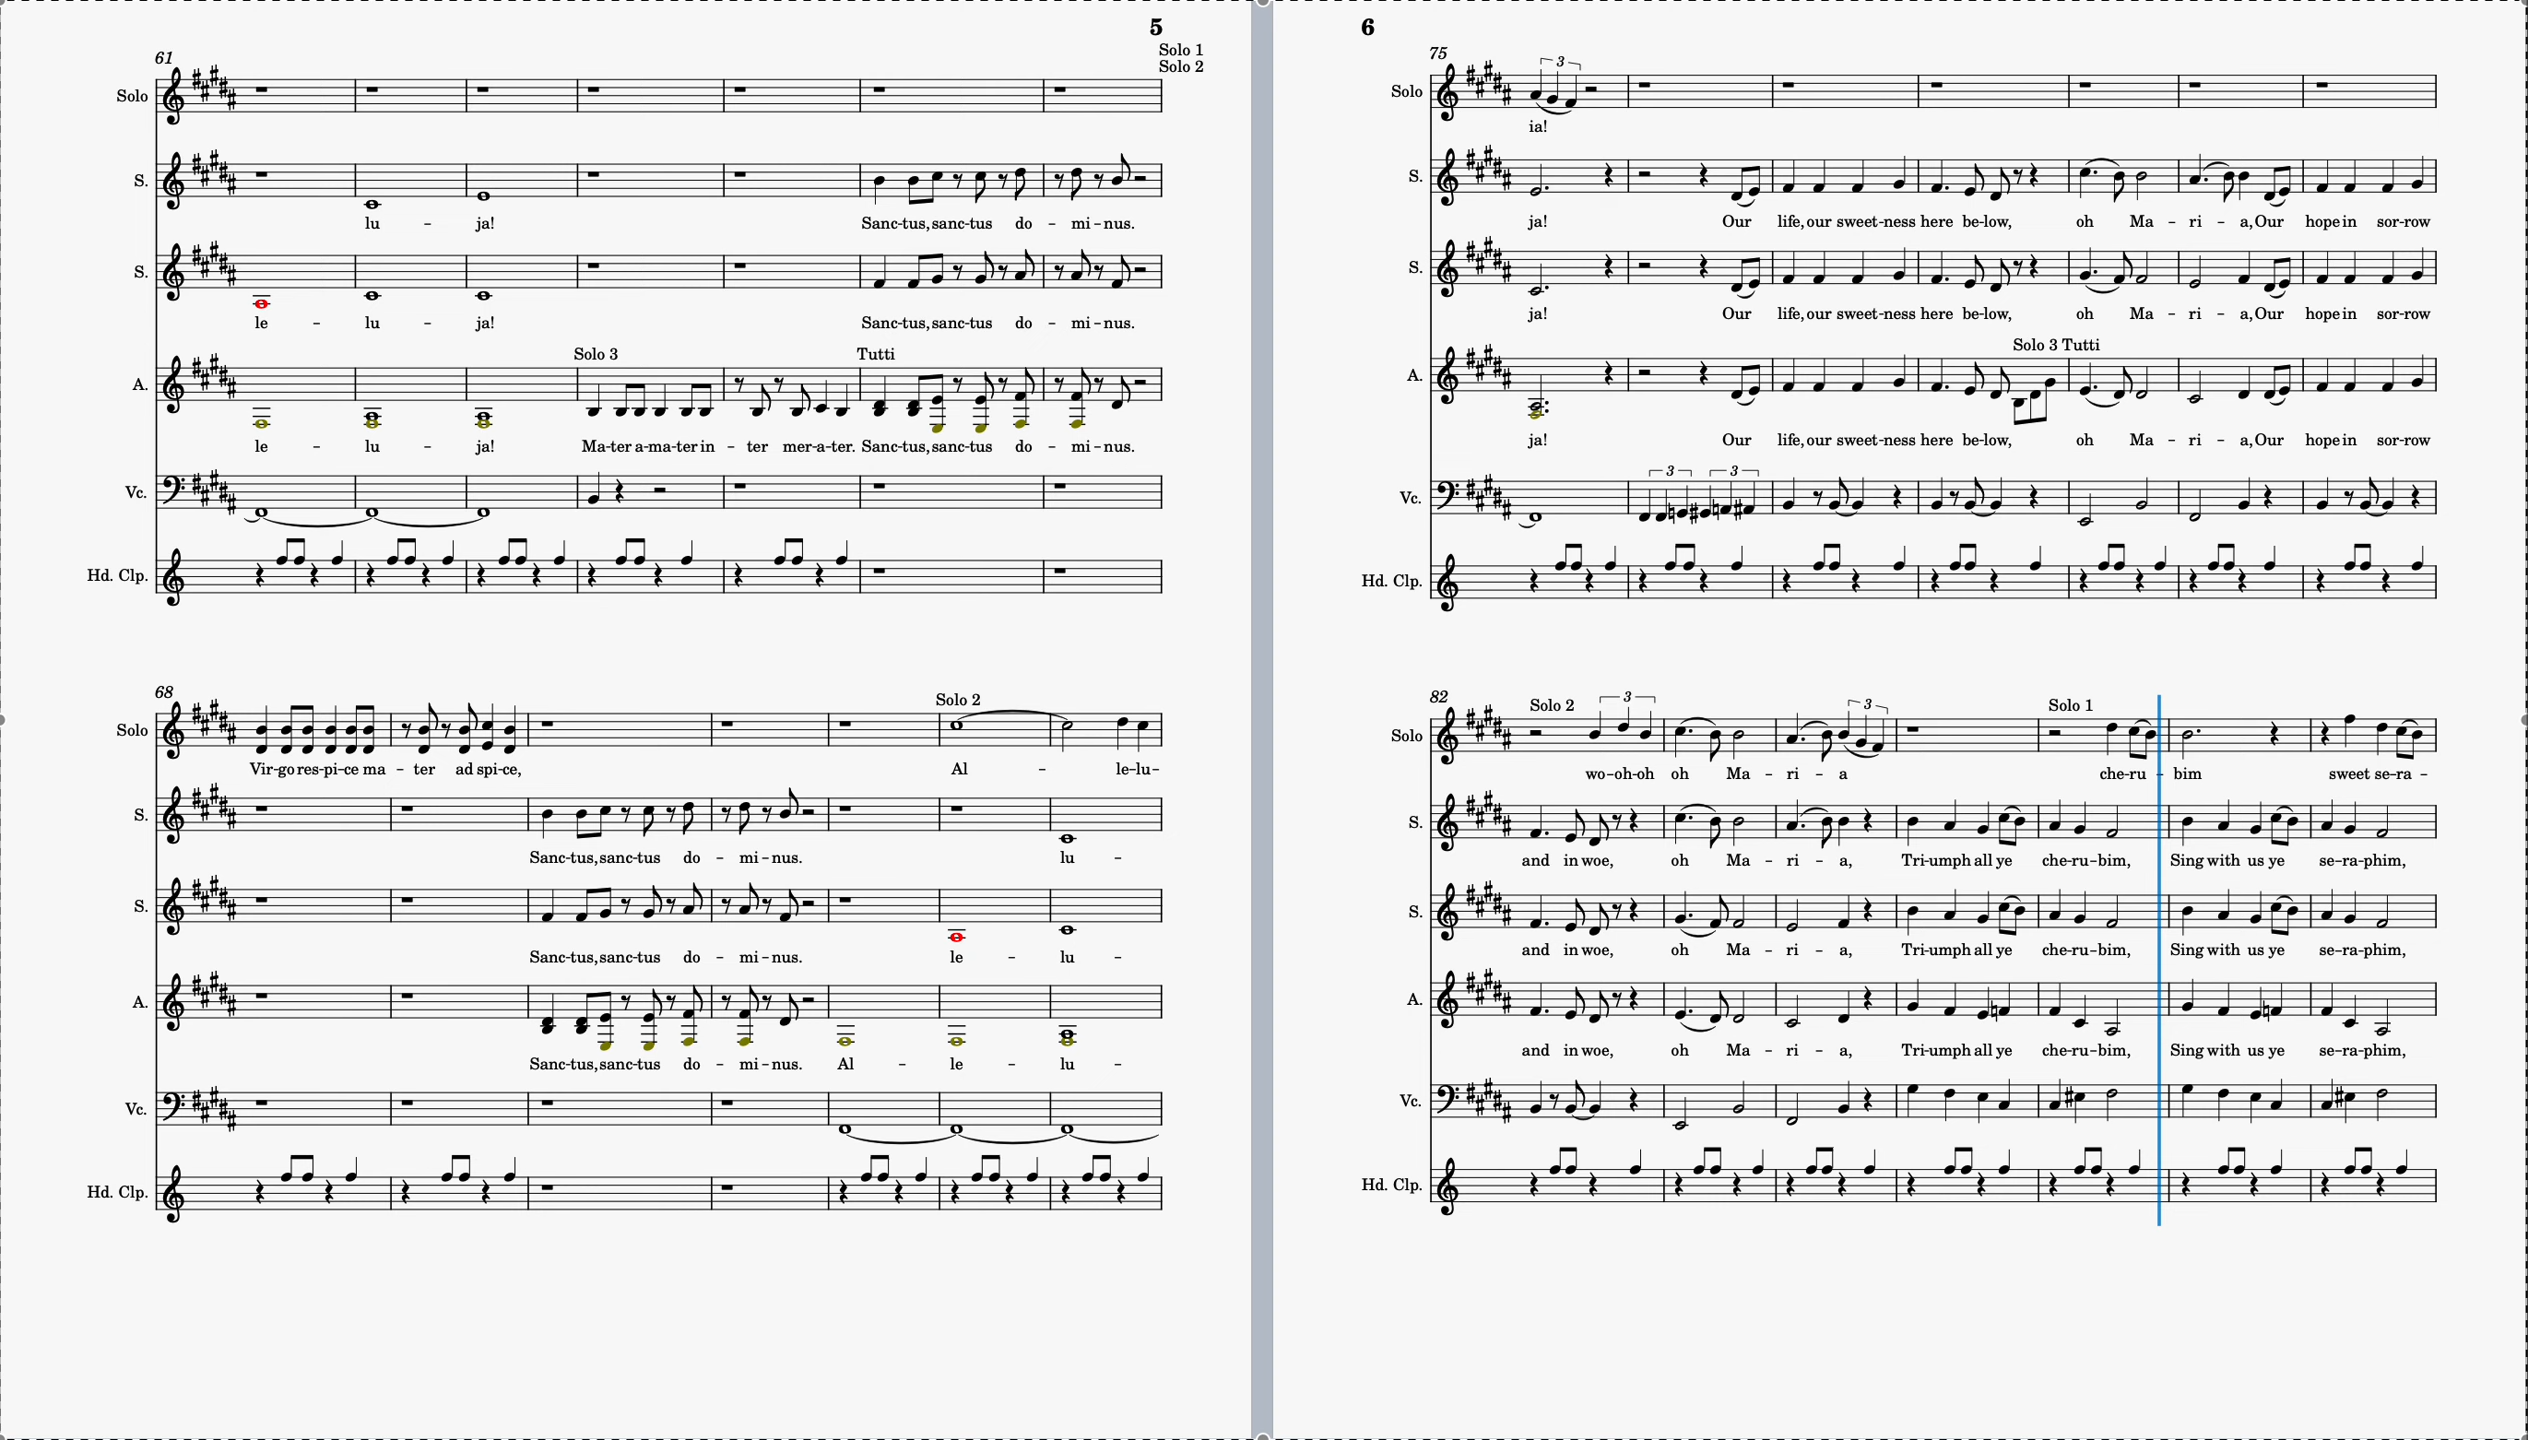 5
Solo 1
Solo 2
61
Solo
S.
lu – ja!
S.
le – lu – ja! Sanc-tus, sanc-tus do – mi – nus.
Sanc-tus, sanc-tus do – mi – nus.
Solo 3 Tutti
A.
le – lu – ja! Ma-ter a-ma-ter in – ter mer-a-ter. Sanc-tus, sanc-tus do – mi – nus.
Vc.
Hd. Clp.
68
Solo 2
Solo
Vir-go res-pi-ce ma – ter ad spi-ce, Al – le-lu-
S.
Sanc-tus, sanc-tus do – mi – nus. lu –
S.
Sanc-tus, sanc-tus do – mi – nus. le – lu –
A.
Sanc-tus, sanc-tus do – mi – nus. Al – le – lu –
Vc.
Hd. Clp.
6
75
3
Solo
ia!
S.
ja! Our life, our sweet-ness here be-low, oh Ma – ri – a, Our hope in sor-row
S.
ja! Our life, our sweet-ness here be-low, oh Ma – ri – a, Our hope in sor-row
Solo 3 Tutti
A.
ja! Our life, our sweet-ness here be-low, oh Ma – ri – a, Our hope in sor-row
3 3
Vc.
Hd. Clp.
82
Solo 2 3 3 Solo 1
Solo
wo-oh-oh oh Ma – ri – a che-ru – bim sweet se-ra –
S.
and in woe, oh Ma – ri – a, Tri-umph all ye che-ru-bim, Sing with us ye se-ra-phim,
S.
and in woe, oh Ma – ri – a, Tri-umph all ye che-ru-bim, Sing with us ye se-ra-phim,
A.
and in woe, oh Ma – ri – a, Tri-umph all ye che-ru-bim, Sing with us ye se-ra-phim,
Vc.
Hd. Clp.